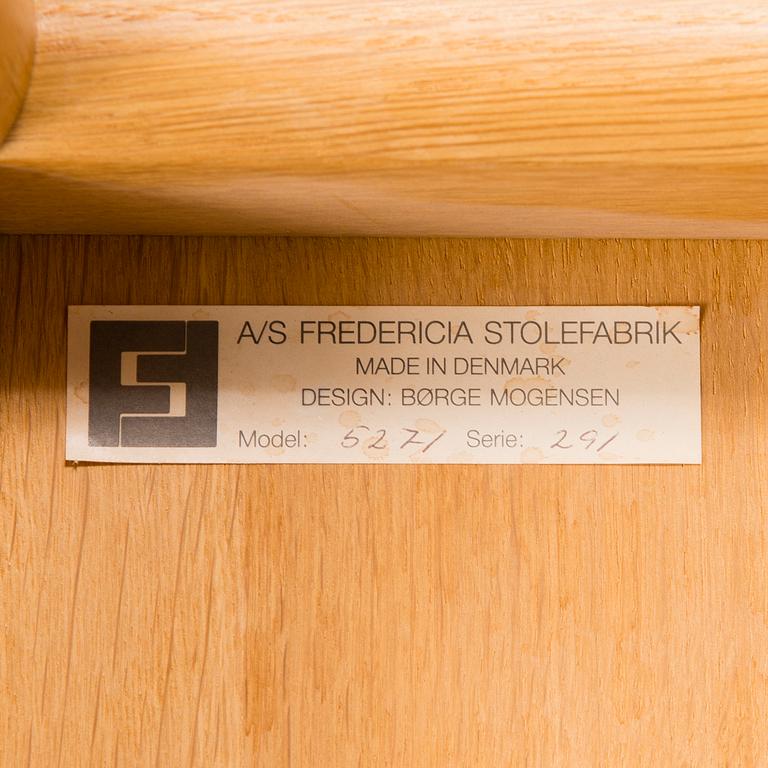 A/S FREDERICIA STOLEFABRIK
MADE IN DENMARK
DESIGN: BØRGE MOGENSEN
Model: 5271 Serie: 291